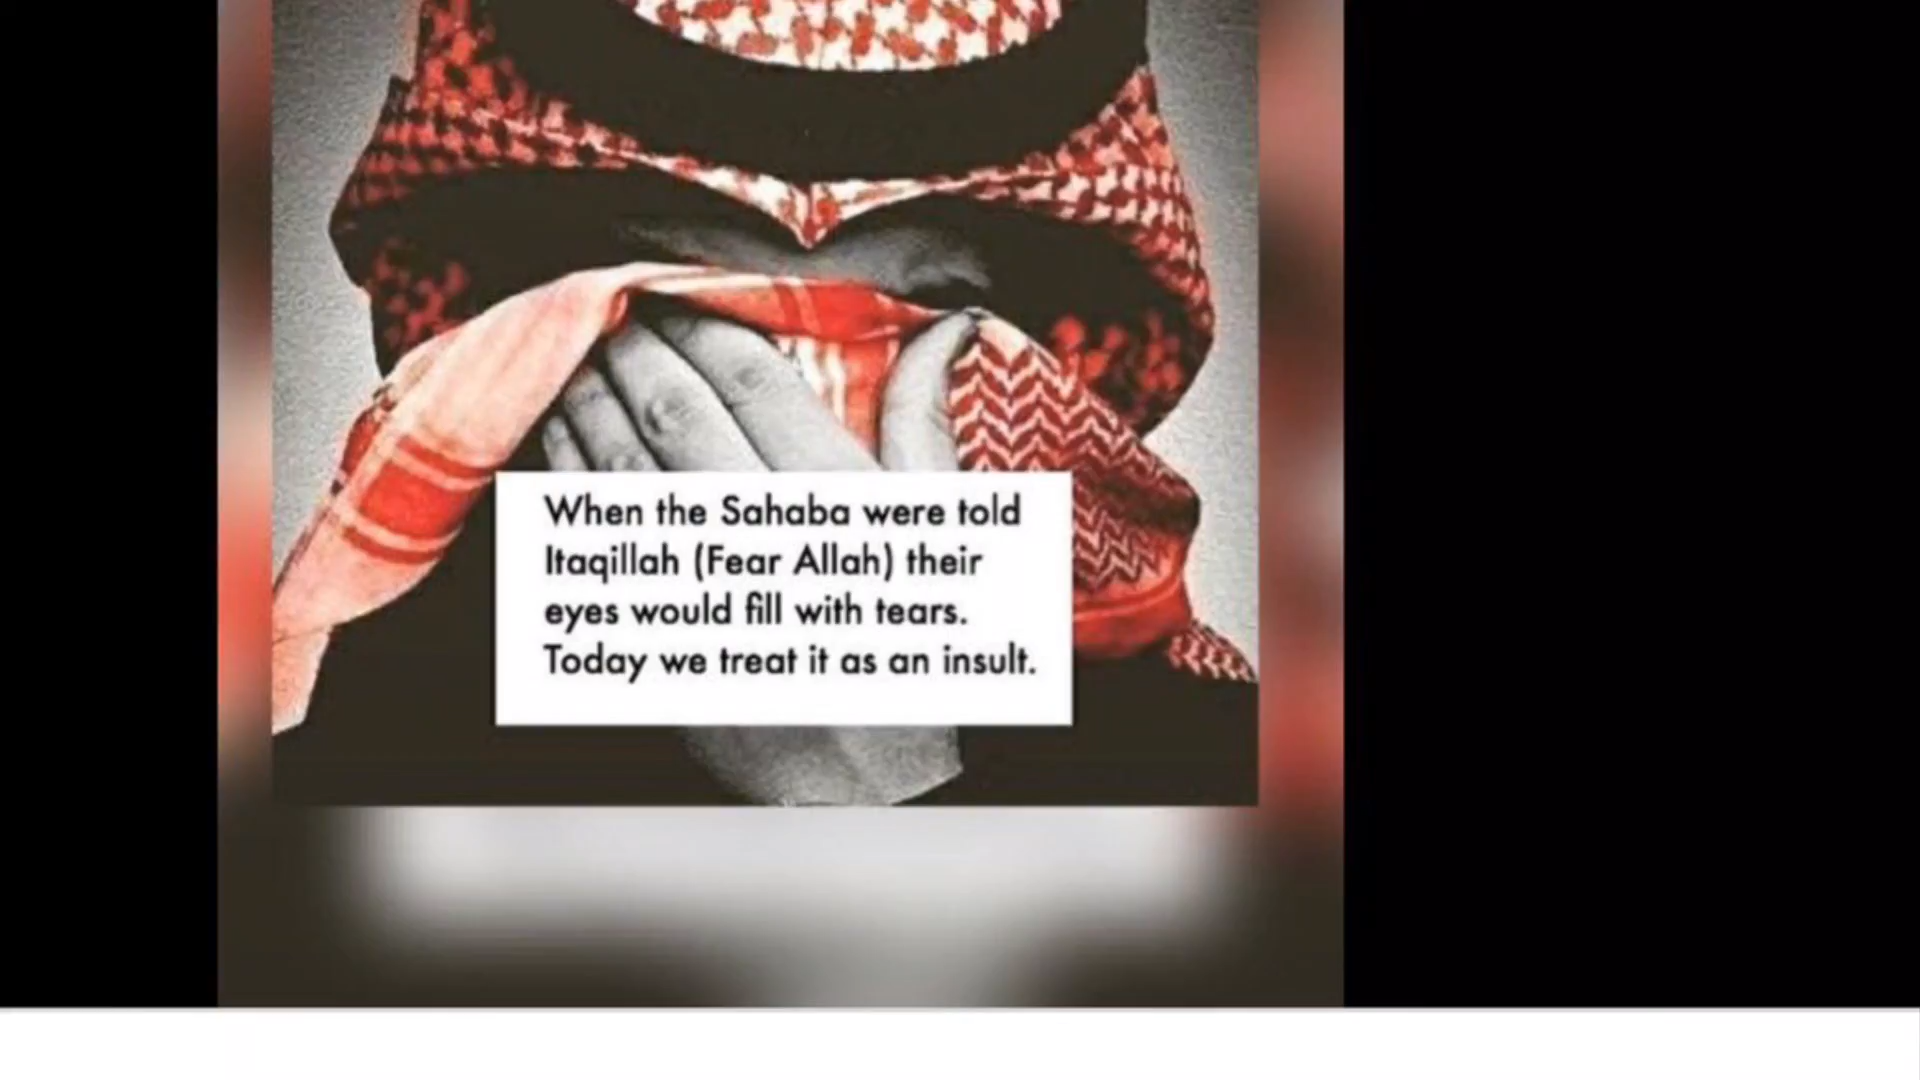 When the Sahaba were told
Itaqillah (Fear Allah) their
eyes would fill with tears.
Today we treat it as an insult.